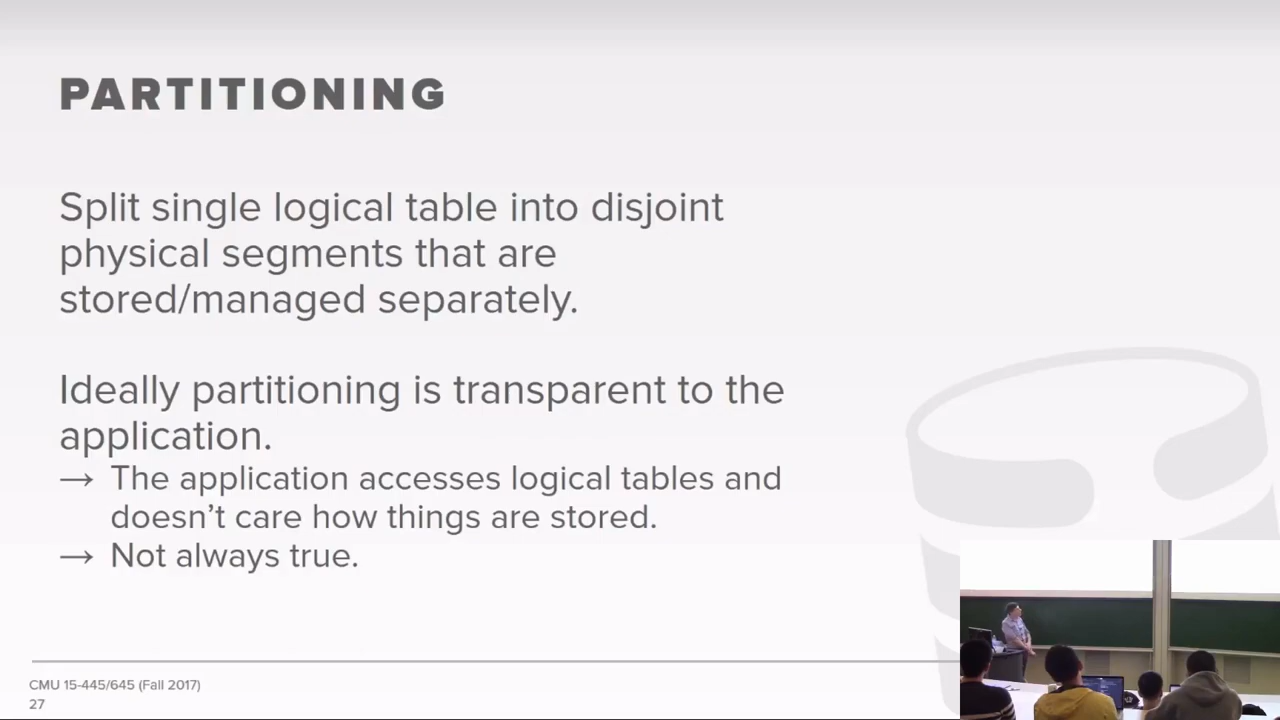 PARTITIONING
Split single logical table into disjoint
physical segments that are
stored/managed separately.
Ideally partitioning is transparent to the
application.
→ The application accesses logical tables and
doesn’t care how things are stored.
→ Not always true.
CMU 15-445/645 (Fall 2017)
27